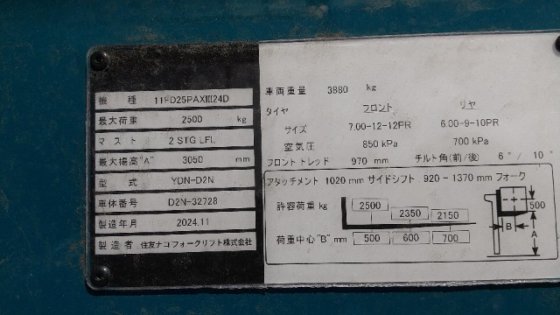 機 種 11FD25PAXⅢ24D
最大荷重 2500 kg
マスト 2 STG LFL
最大揚高"A" 3050 mm
型 式 YDN-D2N
車体番号 D2N-32728
製造年月 2024.11
製造者 住友ナコフォークリフト株式会社
車両重量 3880 kg
タイヤ フロント リヤ
サイズ 7.00-12-12PR 6.00-9-10PR
空気圧 850 kPa 700 kPa
フロントトレッド 970 mm チルト角(前/後) 6°/ 10°
アタッチメント 1020 mm サイドシフト 920 - 1370 mm フォーク
許容荷重 kg 2500 2350 2150
荷重中心"B" mm 500 600 700
500
B
A